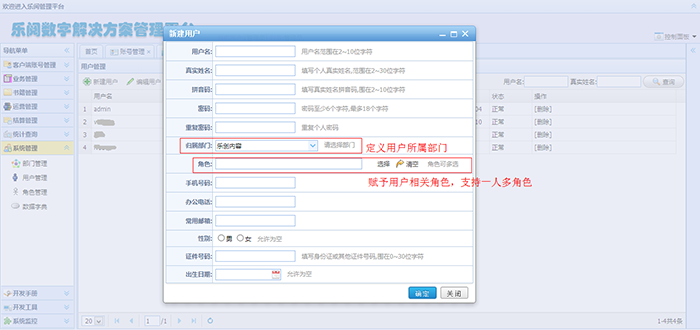 欢迎进入乐阅管理平台
乐阅数字解决方案管理平台
控制面板
导航菜单
首页
账号管理
用户管理
客户端账号管理
业务管理
书籍管理
运营管理
结算管理
统计查询
系统管理
部门管理
用户管理
角色管理
数据字典
开发手册
开发工具
系统监控
新建用户
编辑用户
用户名:
真实姓名:
查询
用户名
状态
操作
1 admin
04 正常 [删除]
2
10 正常 [删除]
3
正常 [删除]
4
正常 [删除]
新建用户
用户名:
用户名范围在2~10位字符
真实姓名:
填写个人真实姓名,范围在2~30位字符
拼音码:
填写真实姓名拼音码,围在2~10位字符
密码:
密码至少6个字符,最多18个字符
重复密码:
重复个人密码
归属部门:
乐创内容
请选择部门
定义用户所属部门
角色:
选择
清空
角色可多选
赋予用户相关角色，支持一人多角色
手机号码:
办公电话:
常用邮箱:
性别:
男
女
允许为空
证件号码:
填写身份证或其他证件号码,围在0~30位字符
出生日期:
允许为空
确定
关闭
20
1
/1
1-4共4条